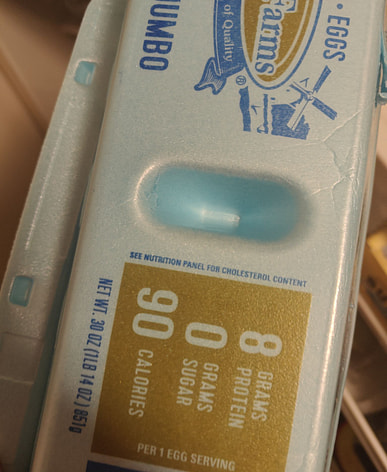 • EGGS
Farms
of Quality
®
JUMBO
SEE NUTRITION PANEL FOR CHOLESTEROL CONTENT
8 GRAMS PROTEIN
0 GRAMS SUGAR
90 CALORIES
PER 1 EGG SERVING
NET WT. 30 OZ (1LB 14 OZ) 851g